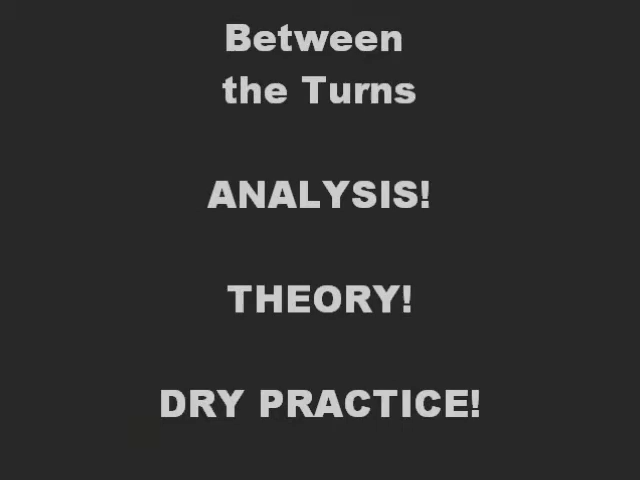 Between
the Turns
ANALYSIS!
THEORY!
DRY PRACTICE!